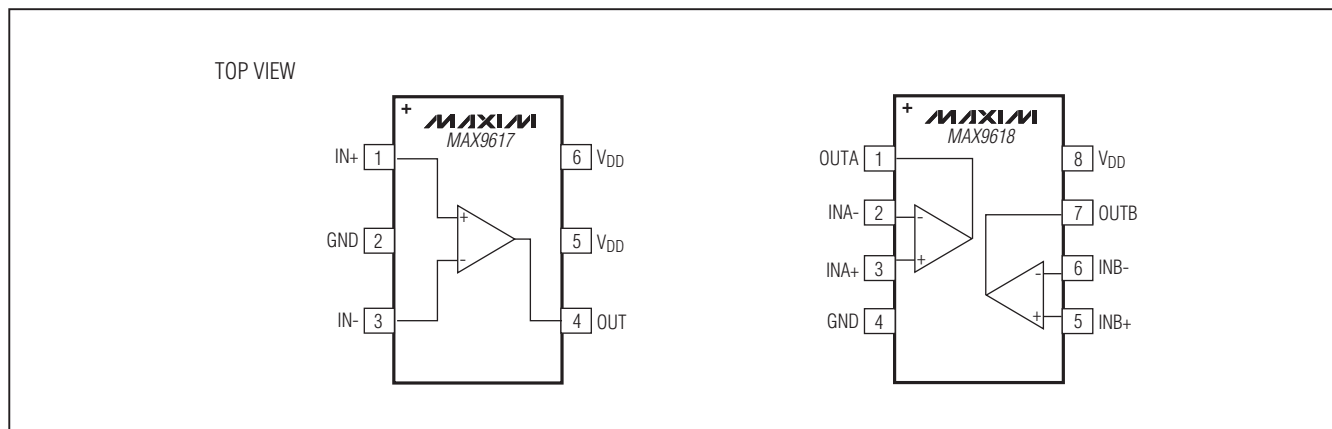 TOP VIEW
+
MAXIM
MAX9617
IN+ 1
6 VDD
GND 2
5 VDD
IN- 3
4 OUT
+
-
+
MAXIM
MAX9618
OUTA 1
8 VDD
INA- 2
7 OUTB
INA+ 3
6 INB-
GND 4
5 INB+
-
+
-
+